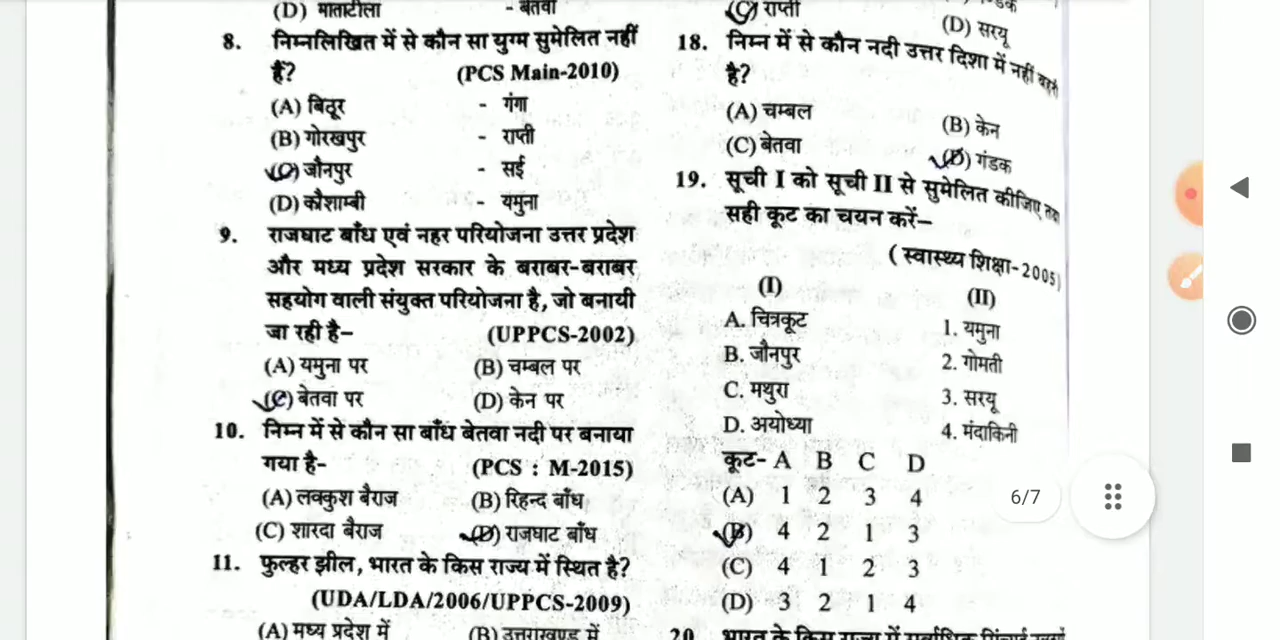 (D) माताटीला - बेतवा
8. निम्नलिखित में से कौन सा युग्म सुमेलित नहीं
हैं? (PCS Main-2010)
(A) बिठूर - गंगा
(B) गोरखपुर - राप्ती
(C) जौनपुर - सई
(D) कौशाम्बी - यमुना
9. राजघाट बाँध एवं नहर परियोजना उत्तर प्रदेश
और मध्य प्रदेश सरकार के बराबर-बराबर
सहयोग वाली संयुक्त परियोजना है, जो बनायी
जा रही है– (UPPCS-2002)
(A) यमुना पर (B) चम्बल पर
(C) बेतवा पर (D) केन पर
10. निम्न में से कौन सा बाँध बेतवा नदी पर बनाया
गया है- (PCS : M-2015)
(A) लवकुश बैराज (B) रिहन्द बाँध
(C) शारदा बैराज (D) राजघाट बाँध
11. फुल्हर झील, भारत के किस राज्य में स्थित है?
(UDA/LDA/2006/UPPCS-2009)
(A) मध्य प्रदेश में (B) उत्तराखण्ड में
(C) राप्ती (D) सरयू
18. निम्न में से कौन नदी उत्तर दिशा में नहीं बहती
है?
(A) चम्बल (B) केन
(C) बेतवा (D) गंडक
19. सूची I को सूची II से सुमेलित कीजिए तथा
सही कूट का चयन करें–
(स्वास्थ्य शिक्षा-2005)
(I) (II)
A. चित्रकूट 1. यमुना
B. जौनपुर 2. गोमती
C. मथुरा 3. सरयू
D. अयोध्या 4. मंदाकिनी
कूट- A B C D
(A) 1 2 3 4
(B) 4 2 1 3
(C) 4 1 2 3
(D) 3 2 1 4
20. भारत के किस राज्य में
6/7